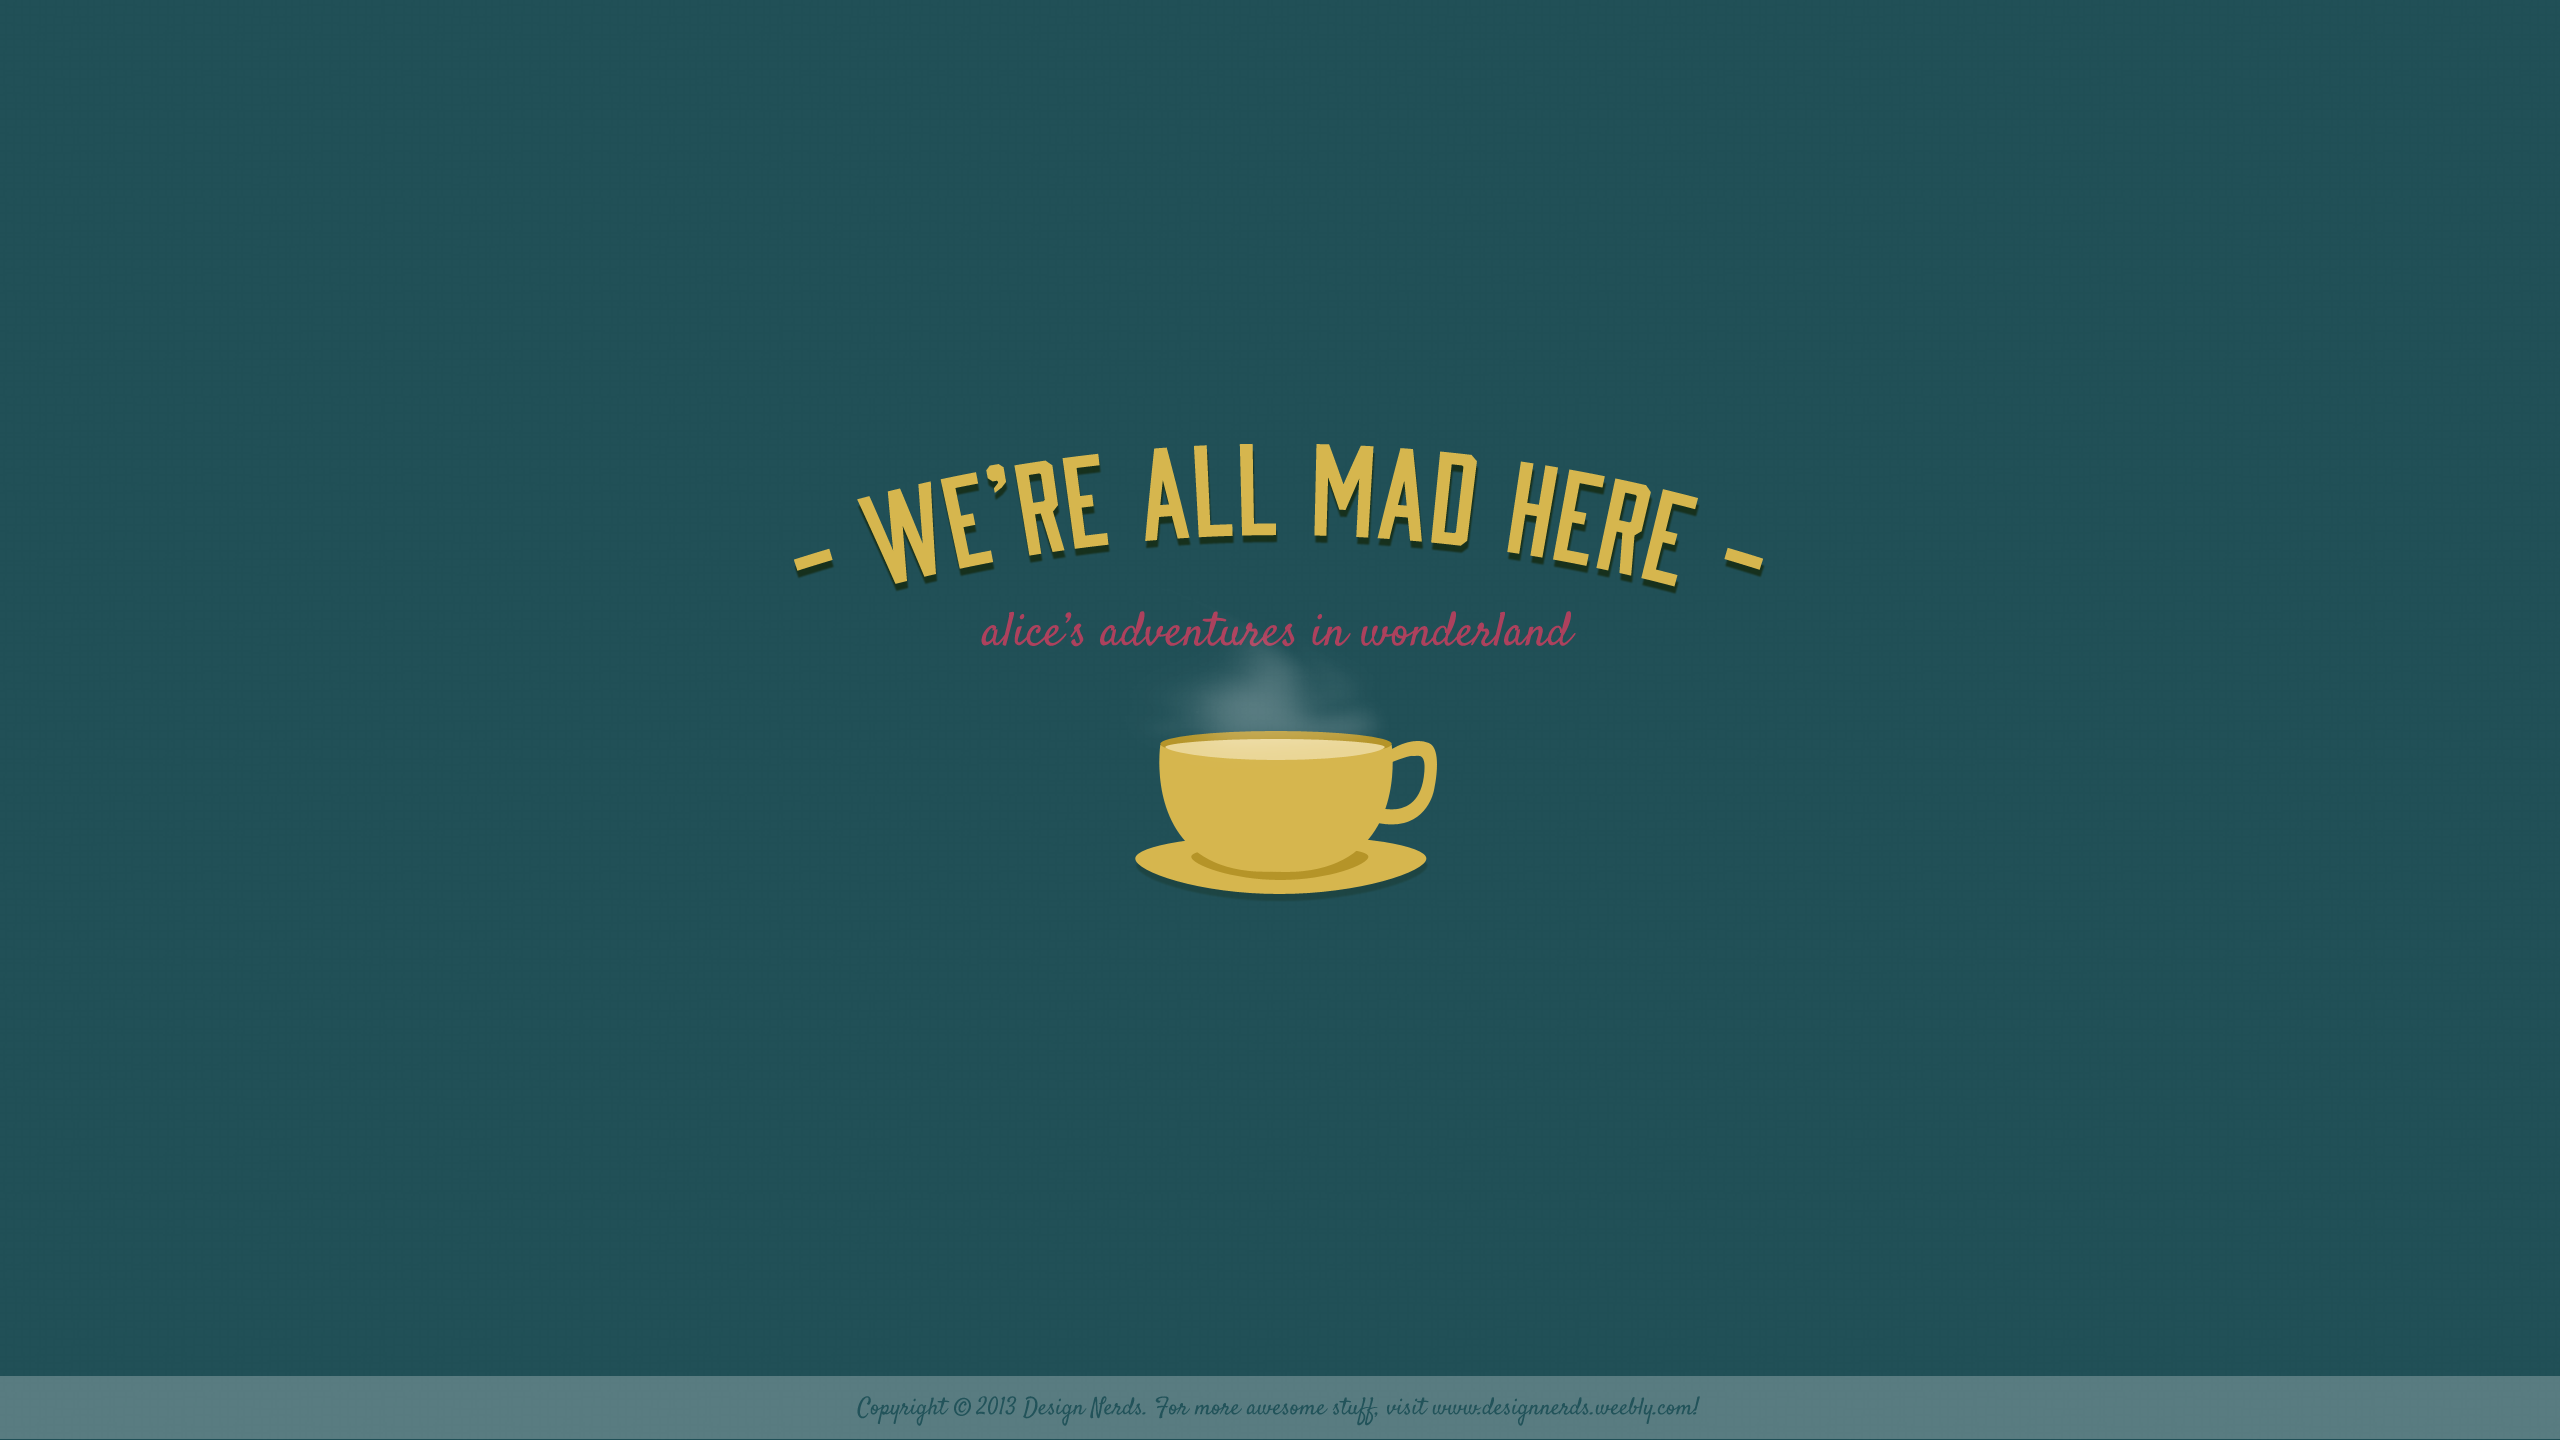 - WE’RE ALL MAD HERE -
alice’s adventures in wonderland
Copyright © 2013 Design Nerds. For more awesome stuff, visit www.designnerds.weebly.com!